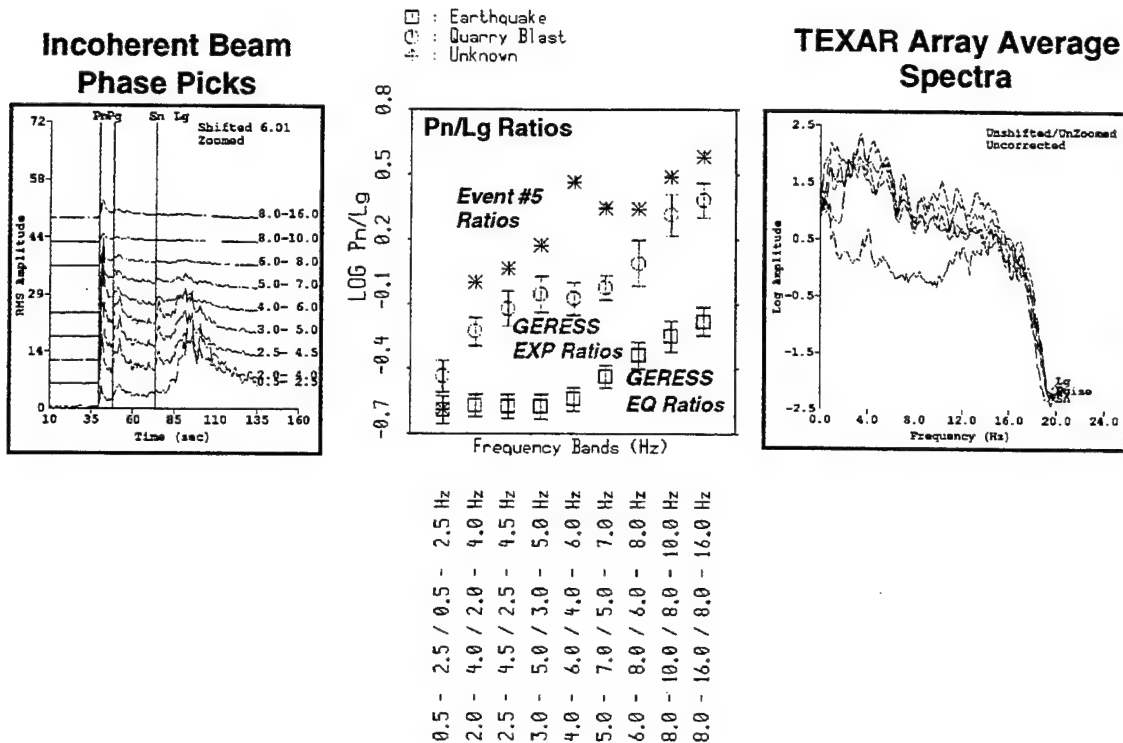 Incoherent Beam
Phase Picks
Pn Pg Sn Lg
Shifted 6.01
Zoomed
72
58
44
29
14
0
RMS Amplitude
8.0-16.0
8.0-10.0
6.0- 8.0
5.0- 7.0
4.0- 6.0
3.0- 5.0
2.5- 4.5
2.0- 4.0
0.5- 2.5
10 35 60 85 110 135 160
Time (sec)
: Earthquake
: Quarry Blast
: Unknown
Pn/Lg Ratios
0.8
0.5
0.2
-0.1
-0.4
-0.7
LOG Pn/Lg
Event #5
Ratios
GERESS
EXP Ratios
GERESS
EQ Ratios
Frequency Bands (Hz)
0.5 - 2.5 / 0.5 - 2.5 Hz
2.0 - 4.0 / 2.0 - 4.0 Hz
2.5 - 4.5 / 2.5 - 4.5 Hz
3.0 - 5.0 / 3.0 - 5.0 Hz
4.0 - 6.0 / 4.0 - 6.0 Hz
5.0 - 7.0 / 5.0 - 7.0 Hz
6.0 - 8.0 / 6.0 - 8.0 Hz
8.0 - 10.0 / 8.0 - 10.0 Hz
8.0 - 16.0 / 8.0 - 16.0 Hz
TEXAR Array Average
Spectra
Unshifted/UnZoomed
Uncorrected
2.5
1.5
0.5
-0.5
-1.5
-2.5
Log Amplitude
Lg
0.0 4.0 8.0 12.0 16.0 20.0 24.0
Frequency (Hz)